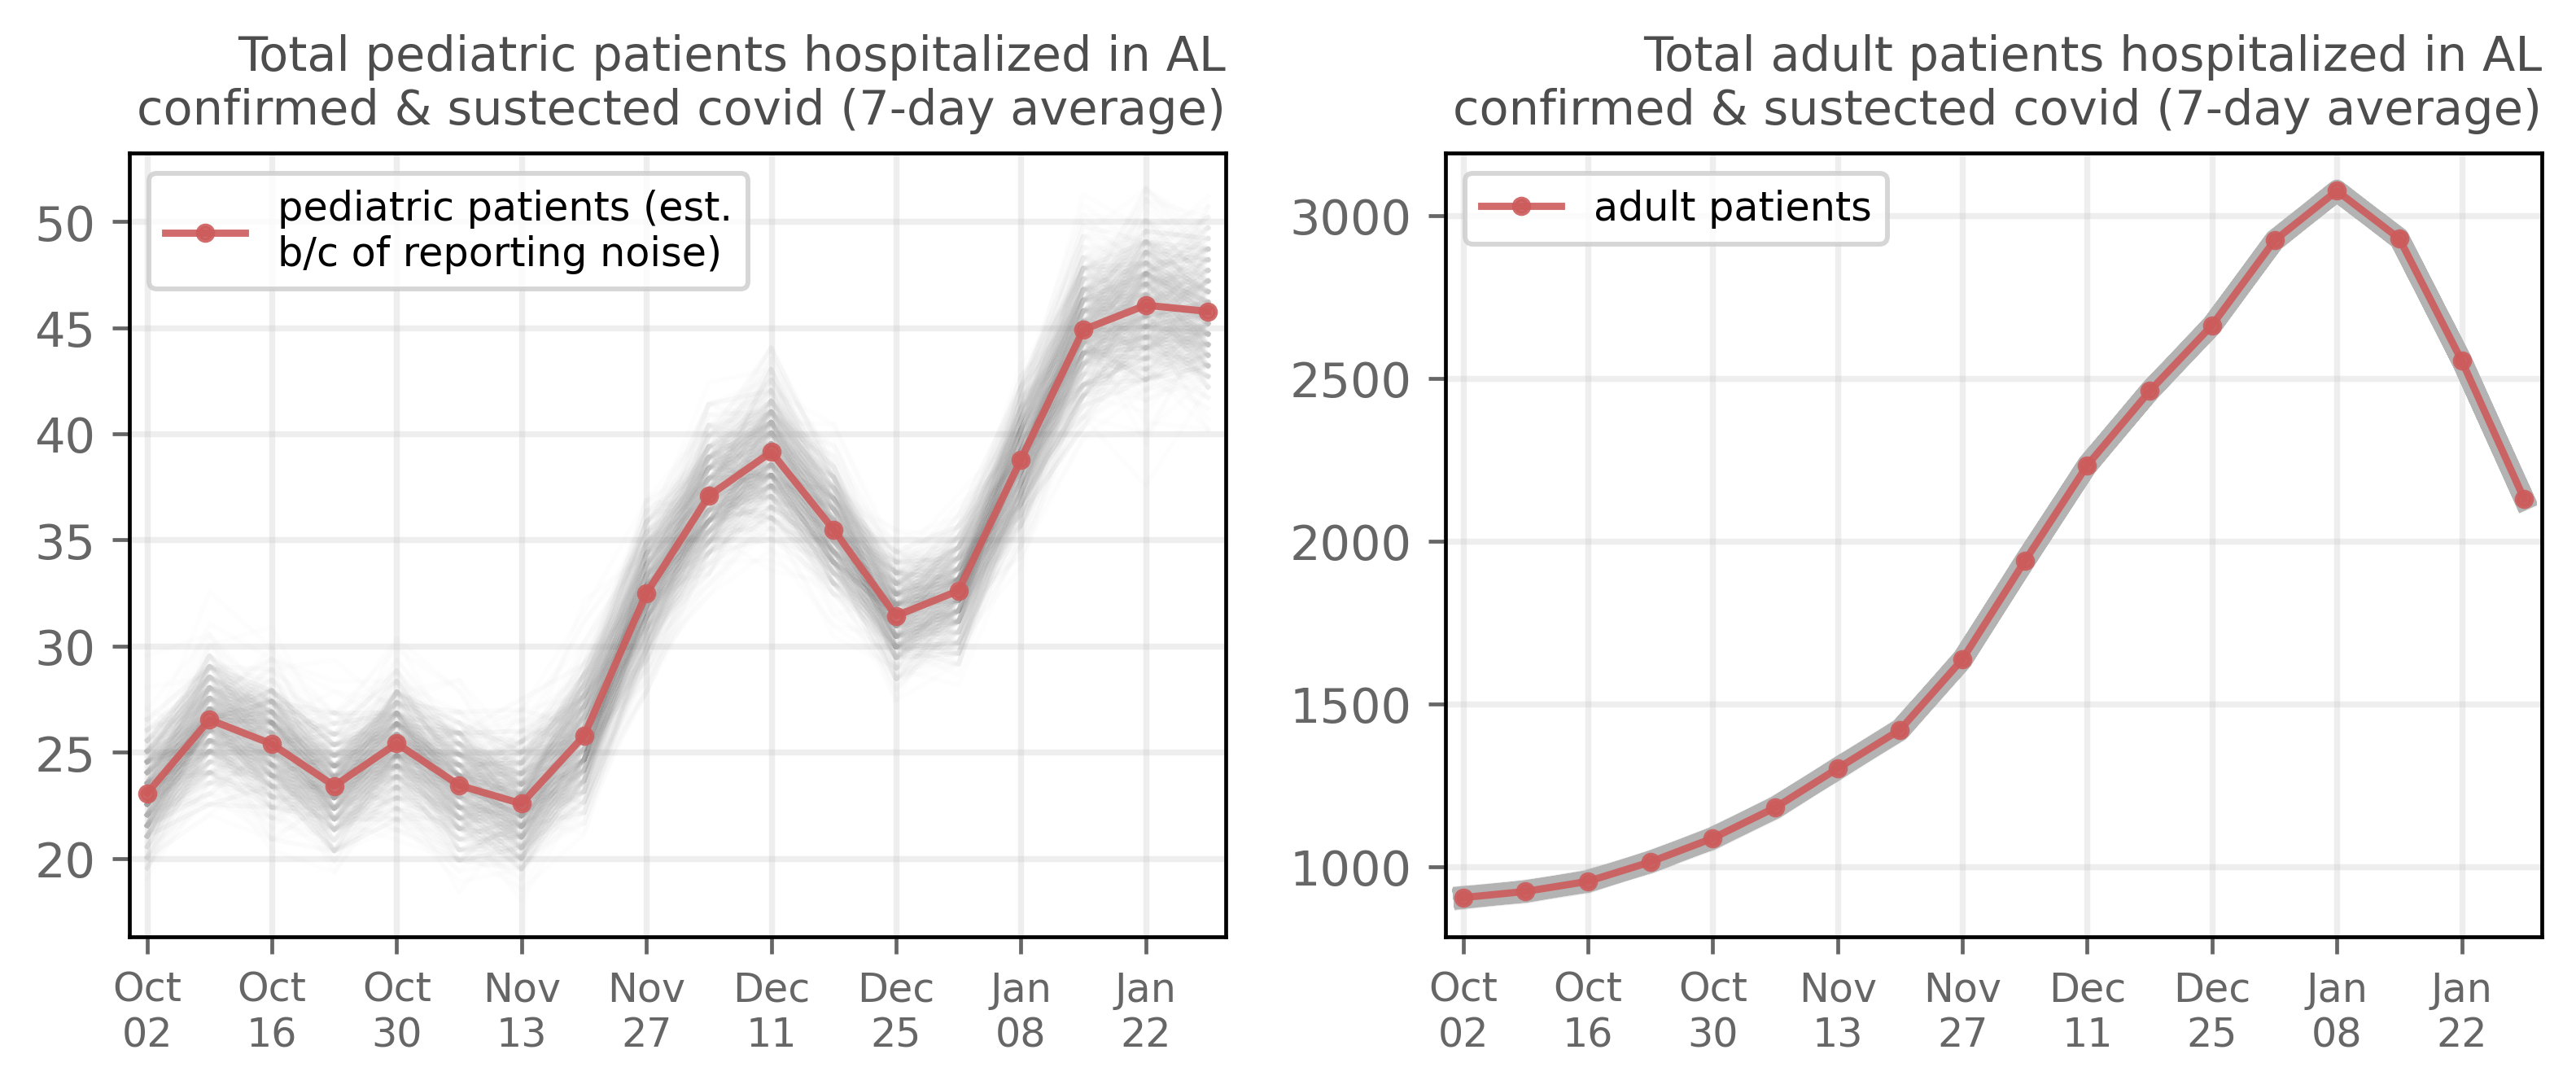 Total pediatric patients hospitalized in AL
confirmed & sustected covid (7-day average)
pediatric patients (est.
b/c of reporting noise)
50
45
40
35
30
25
20
Oct
02
Oct
16
Oct
30
Nov
13
Nov
27
Dec
11
Dec
25
Jan
08
Jan
22
Total adult patients hospitalized in AL
confirmed & sustected covid (7-day average)
adult patients
3000
2500
2000
1500
1000
Oct
02
Oct
16
Oct
30
Nov
13
Nov
27
Dec
11
Dec
25
Jan
08
Jan
22